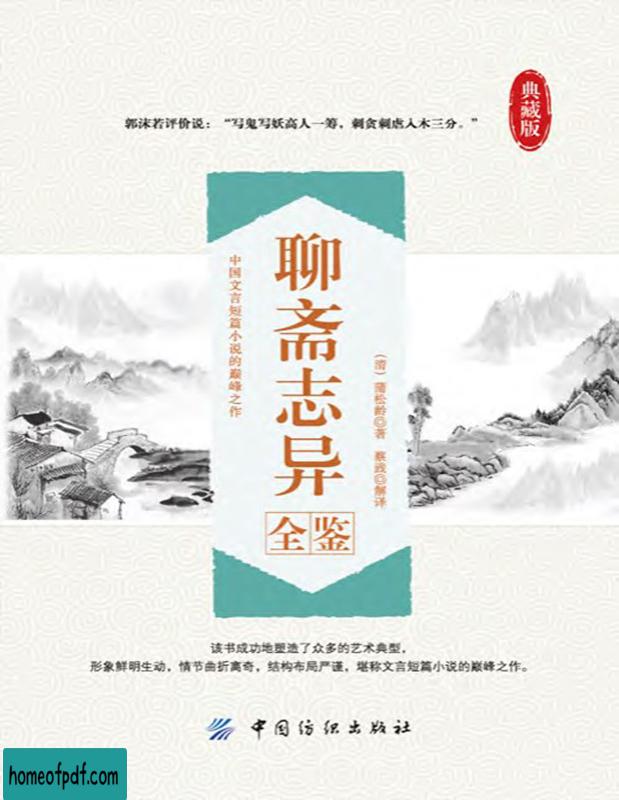 典藏版
郭沫若评价说：“写鬼写妖高人一筹，刺贪刺虐入木三分。”
聊斋志异
全鉴
中国文言短篇小说的巅峰之作
（清）蒲松龄◎著 蔡践◎解译
该书成功地塑造了众多的艺术典型，
形象鲜明生动，情节曲折离奇，结构布局严谨，堪称文言短篇小说的巅峰之作。
中国纺织出版社
homeofpdf.com